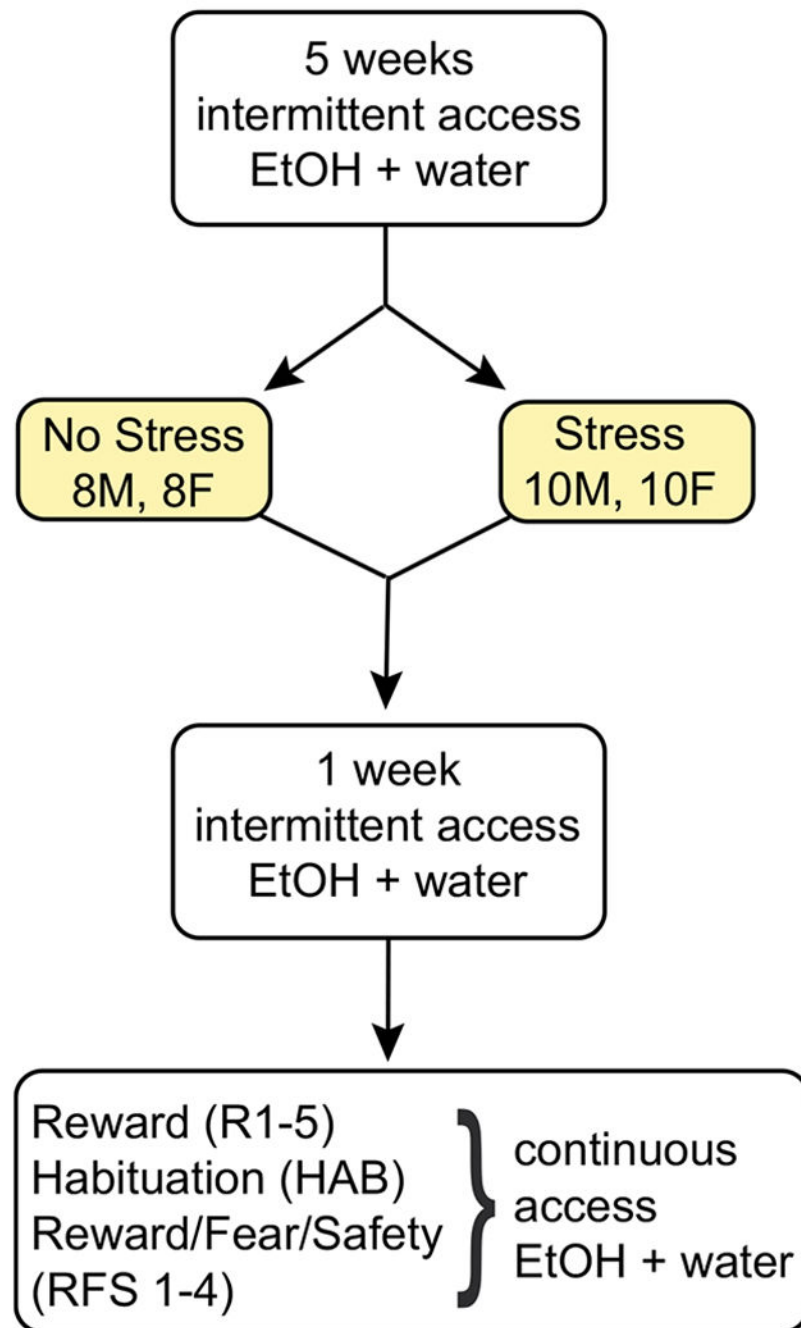 5 weeks
intermittent access
EtOH + water
No Stress
8M, 8F
Stress
10M, 10F
1 week
intermittent access
EtOH + water
Reward (R1-5)
Habituation (HAB)
Reward/Fear/Safety
(RFS 1-4)
continuous
access
EtOH + water